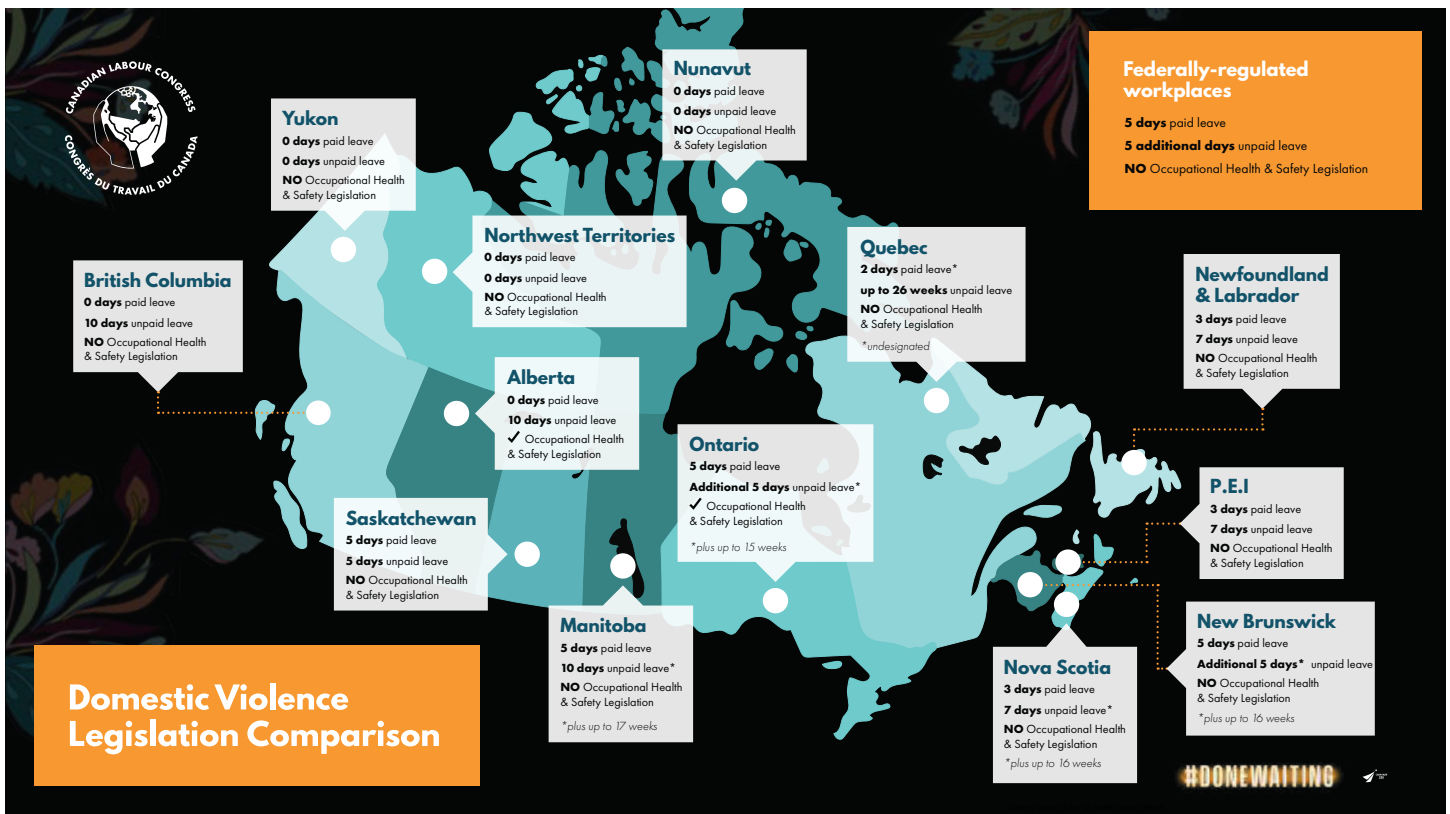 CANADIAN LABOUR CONGRESS
CONGRÈS DU TRAVAIL DU CANADA
Yukon
0 days paid leave
0 days unpaid leave
NO Occupational Health
& Safety Legislation
Nunavut
0 days paid leave
0 days unpaid leave
NO Occupational Health
& Safety Legislation
Federally-regulated
workplaces
5 days paid leave
5 additional days unpaid leave
NO Occupational Health & Safety Legislation
British Columbia
0 days paid leave
10 days unpaid leave
NO Occupational Health
& Safety Legislation
Northwest Territories
0 days paid leave
0 days unpaid leave
NO Occupational Health
& Safety Legislation
Quebec
2 days paid leave*
up to 26 weeks unpaid leave
NO Occupational Health
& Safety Legislation
*undesignated
Newfoundland
& Labrador
3 days paid leave
7 days unpaid leave
NO Occupational Health
& Safety Legislation
Alberta
0 days paid leave
10 days unpaid leave
✓ Occupational Health
& Safety Legislation
Ontario
5 days paid leave
Additional 5 days unpaid leave*
✓ Occupational Health
& Safety Legislation
*plus up to 15 weeks
P.E.I
3 days paid leave
7 days unpaid leave
NO Occupational Health
& Safety Legislation
Saskatchewan
5 days paid leave
5 days unpaid leave
NO Occupational Health
& Safety Legislation
Manitoba
5 days paid leave
10 days unpaid leave*
NO Occupational Health
& Safety Legislation
*plus up to 17 weeks
Nova Scotia
3 days paid leave
7 days unpaid leave*
NO Occupational Health
& Safety Legislation
*plus up to 16 weeks
New Brunswick
5 days paid leave
Additional 5 days* unpaid leave
NO Occupational Health
& Safety Legislation
*plus up to 16 weeks
Domestic Violence
Legislation Comparison
#DONEWAITING